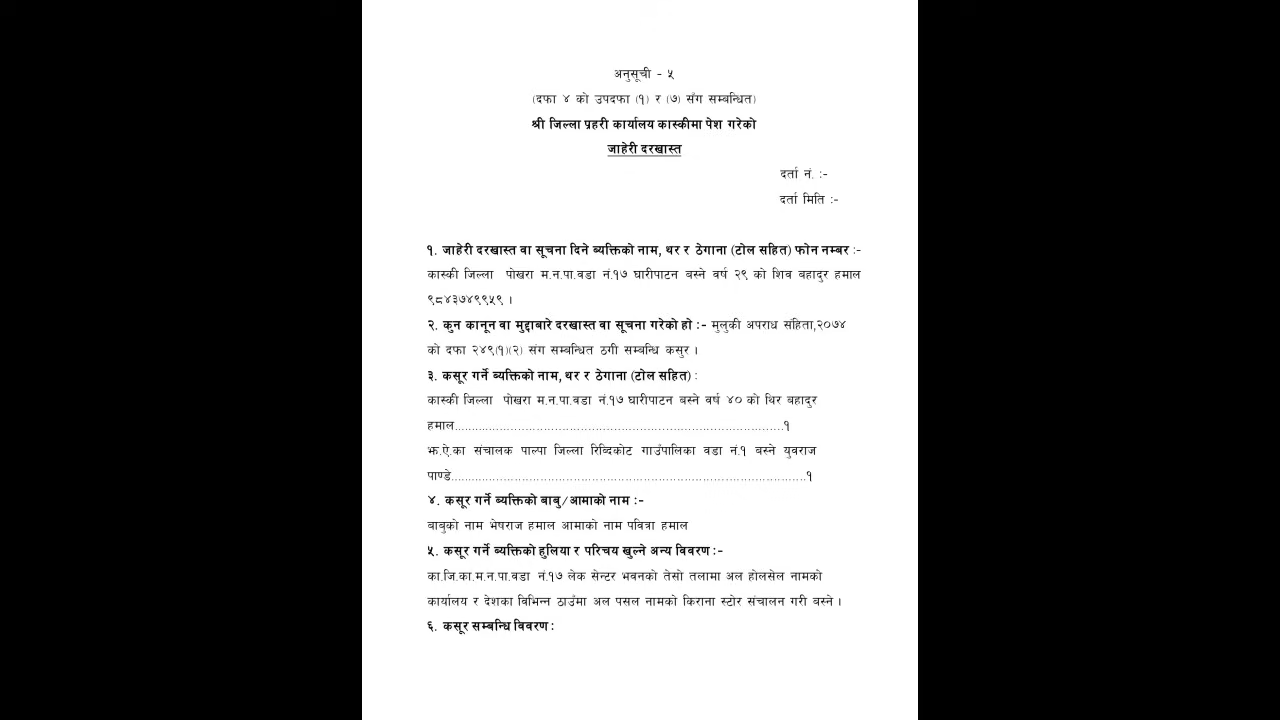 अनुसूची - ५
(दफा ४ को उपदफा (१) र (७) सँग सम्बन्धित)
श्री जिल्ला प्रहरी कार्यालय कास्कीमा पेश गरेको
जाहेरी दरखास्त
दर्ता नं. :-
दर्ता मिति :-
१. जाहेरी दरखास्त वा सूचना दिने ब्यक्तिको नाम, थर र ठेगाना (टोल सहित) फोन नम्बर :-
कास्की जिल्ला पोखरा म.न.पा.वडा नं.१७ घारीपाटन बस्ने वर्ष २९ को शिव बहादुर हमाल
९८४३७४९९५९ ।
२. कुन कानून वा मुद्दाबारे दरखास्त वा सूचना गरेको हो :- मुलुकी अपराध संहिता,२०७४
को दफा २४९(१)(२) संग सम्बन्धित ठगी सम्बन्धि कसुर ।
३. कसूर गर्ने ब्यक्तिको नाम, थर र ठेगाना (टोल सहित) :
कास्की जिल्ला पोखरा म.न.पा.वडा नं.१७ घारीपाटन बस्ने वर्ष ४० को थिर बहादुर
हमाल...................................................................................१
झ.ऐ.का संचालक पाल्पा जिल्ला रिब्दिकोट गाउँपालिका वडा नं.१ बस्ने युवराज
पाण्डे.........................................................................................१
४. कसूर गर्ने ब्यक्तिको बाबु/आमाको नाम :-
बाबुको नाम भेषराज हमाल आमाको नाम पवित्रा हमाल
५. कसूर गर्ने ब्यक्तिको हुलिया र परिचय खुल्ने अन्य विवरण :-
का.जि.का.म.न.पा.वडा नं.१७ लेक सेन्टर भवनको तेस्रो तलामा अल होलसेल नामको
कार्यालय र देशका विभिन्न ठाउँमा अल पसल नामको किराना स्टोर संचालन गरी बस्ने ।
६. कसूर सम्बन्धि विवरण :